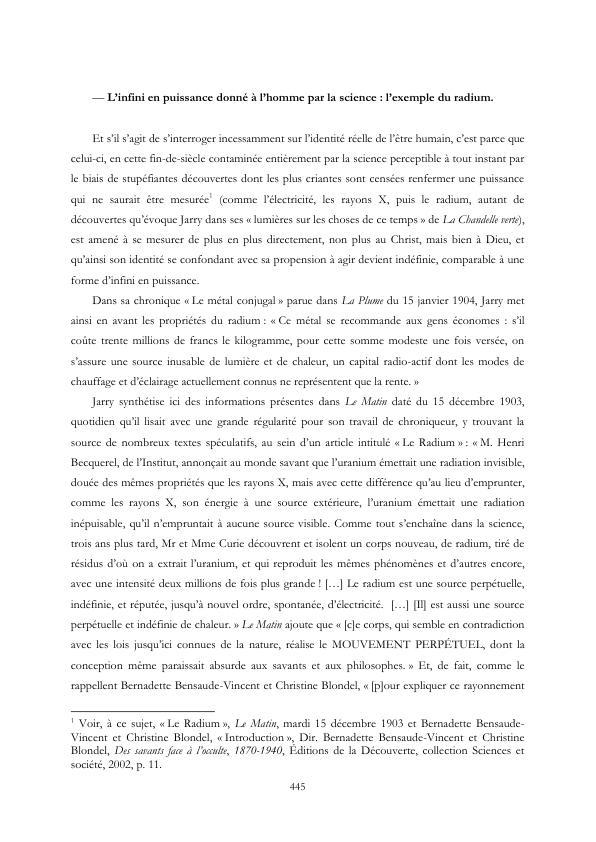 — L'infini en puissance donné à l'homme par la science : l'exemple du radium.
Et s'il s'agit de s'interroger incessamment sur l'identité réelle de l'être humain, c'est parce que
celui-ci, en cette fin-de-siècle contaminée entièrement par la science perceptible à tout instant par
le biais de stupéfiantes découvertes dont les plus criantes sont censées renfermer une puissance
qui ne saurait être mesurée1 (comme l'électricité, les rayons X, puis le radium, autant de
découvertes qu'évoque Jarry dans ses « lumières sur les choses de ce temps » de La Chandelle verte),
est amené à se mesurer de plus en plus directement, non plus au Christ, mais bien à Dieu, et
qu'ainsi son identité se confondant avec sa propension à agir devient indéfinie, comparable à une
forme d'infini en puissance.
Dans sa chronique « Le métal conjugal » parue dans La Plume du 15 janvier 1904, Jarry met
ainsi en avant les propriétés du radium : « Ce métal se recommande aux gens économes : s'il
coûte trente millions de francs le kilogramme, pour cette somme modeste une fois versée, on
s'assure une source inusable de lumière et de chaleur, un capital radio-actif dont les modes de
chauffage et d'éclairage actuellement connus ne représentent que la rente. »
Jarry synthétise ici des informations présentes dans Le Matin daté du 15 décembre 1903,
quotidien qu'il lisait avec une grande régularité pour son travail de chroniqueur, y trouvant la
source de nombreux textes spéculatifs, au sein d'un article intitulé « Le Radium » : « M. Henri
Becquerel, de l'Institut, annonçait au monde savant que l'uranium émettait une radiation invisible,
douée des mêmes propriétés que les rayons X, mais avec cette différence qu'au lieu d'emprunter,
comme les rayons X, son énergie à une source extérieure, l'uranium émettait une radiation
inépuisable, qu'il n'empruntait à aucune source visible. Comme tout s'enchaîne dans la science,
trois ans plus tard, Mr et Mme Curie découvrent et isolent un corps nouveau, de radium, tiré de
résidus d'où on a extrait l'uranium, et qui reproduit les mêmes phénomènes et d'autres encore,
avec une intensité deux millions de fois plus grande ! […] Le radium est une source perpétuelle,
indéfinie, et réputée, jusqu'à nouvel ordre, spontanée, d'électricité. […] [Il] est aussi une source
perpétuelle et indéfinie de chaleur. » Le Matin ajoute que « [c]e corps, qui semble en contradiction
avec les lois jusqu'ici connues de la nature, réalise le MOUVEMENT PERPÉTUEL, dont la
conception même paraissait absurde aux savants et aux philosophes. » Et, de fait, comme le
rappellent Bernadette Bensaude-Vincent et Christine Blondel, « [p]our expliquer ce rayonnement
1 Voir, à ce sujet, « Le Radium », Le Matin, mardi 15 décembre 1903 et Bernadette Bensaude-
Vincent et Christine Blondel, « Introduction », Dir. Bernadette Bensaude-Vincent et Christine
Blondel, Des savants face à l'occulte, 1870-1940, Éditions de la Découverte, collection Sciences et
société, 2002, p. 11.
445